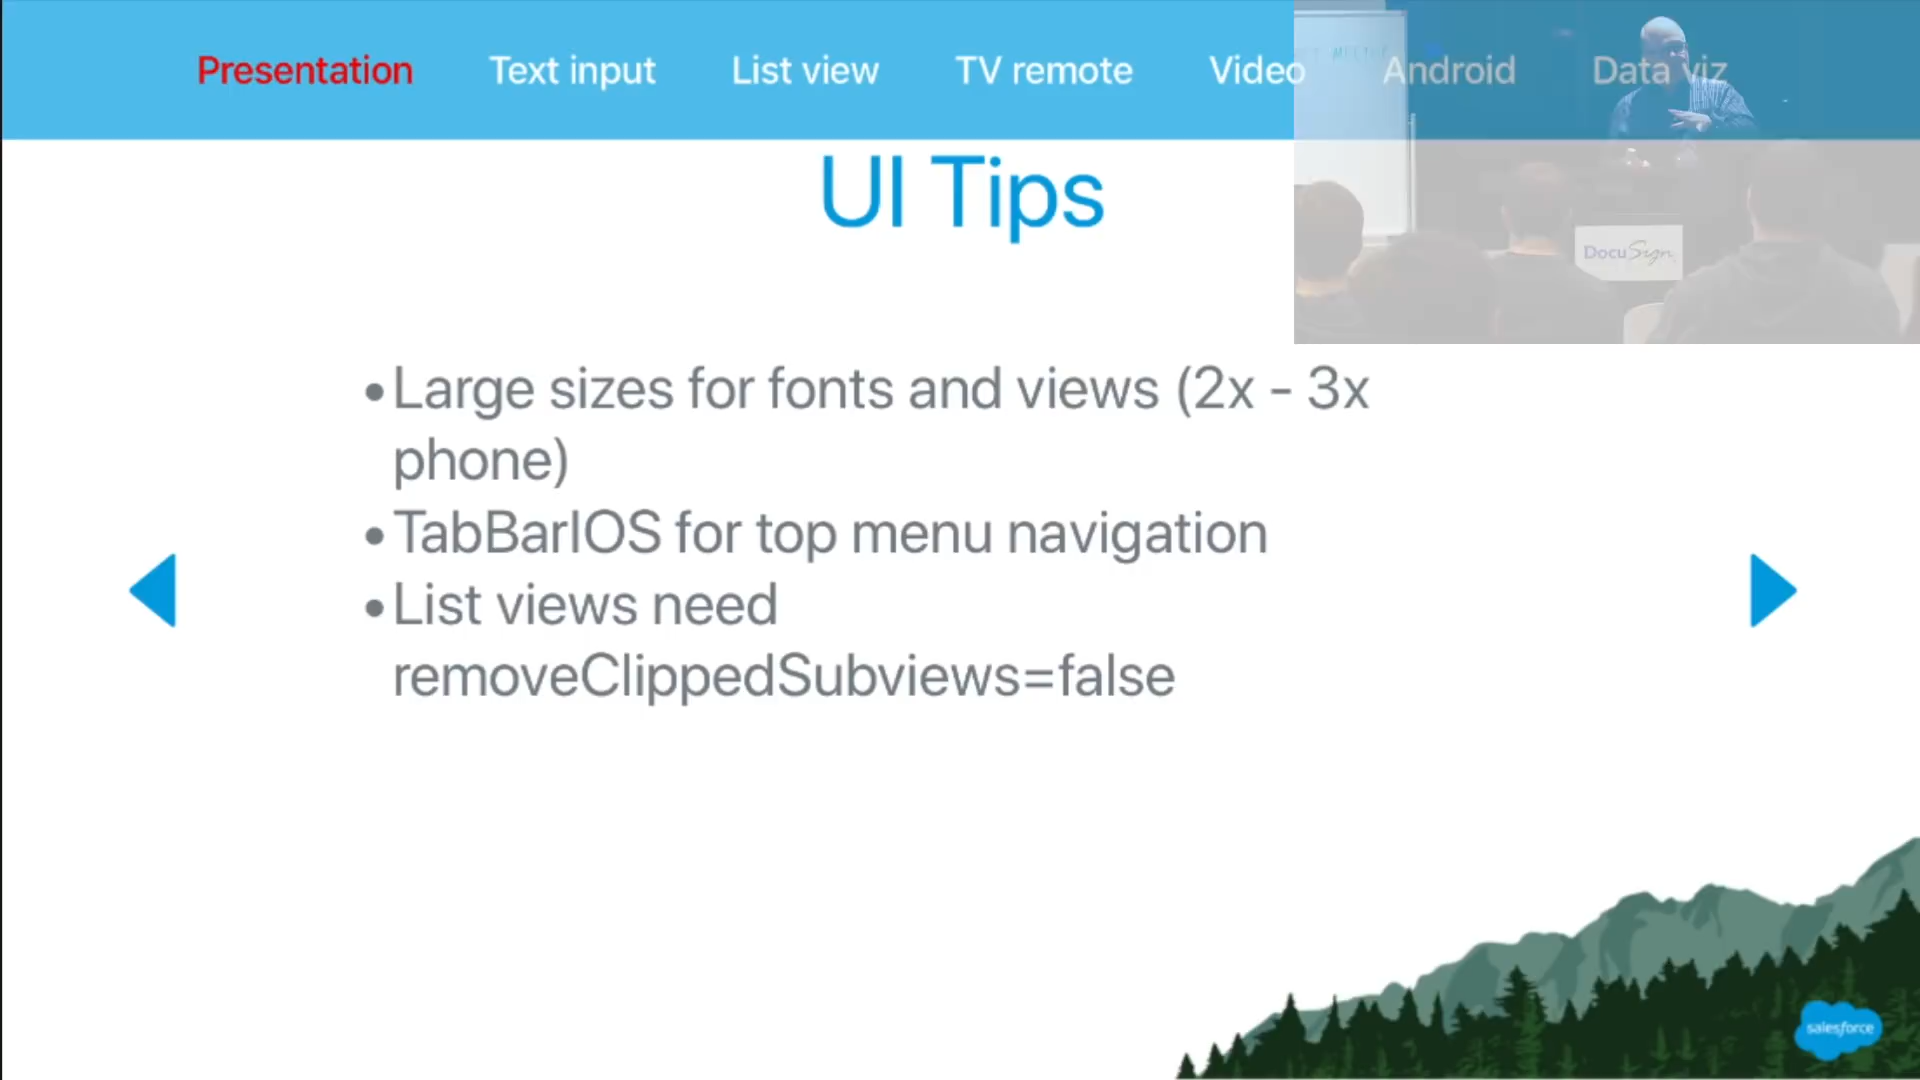 Presentation Text input List view TV remote Video Android Data viz
UI Tips
DocuSign
•Large sizes for fonts and views (2x - 3x
phone)
•TabBarIOS for top menu navigation
•List views need
removeClippedSubviews=false
salesforce